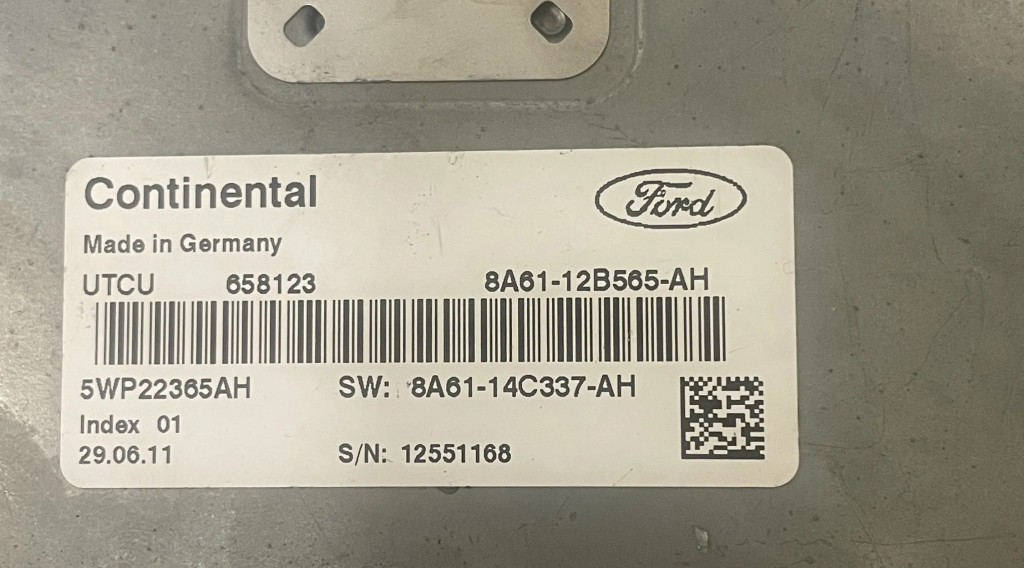 Continental
Ford
Made in Germany
UTCU 658123 8A61-12B565-AH
5WP22365AH SW: 8A61-14C337-AH
Index 01
29.06.11 S/N: 12551168